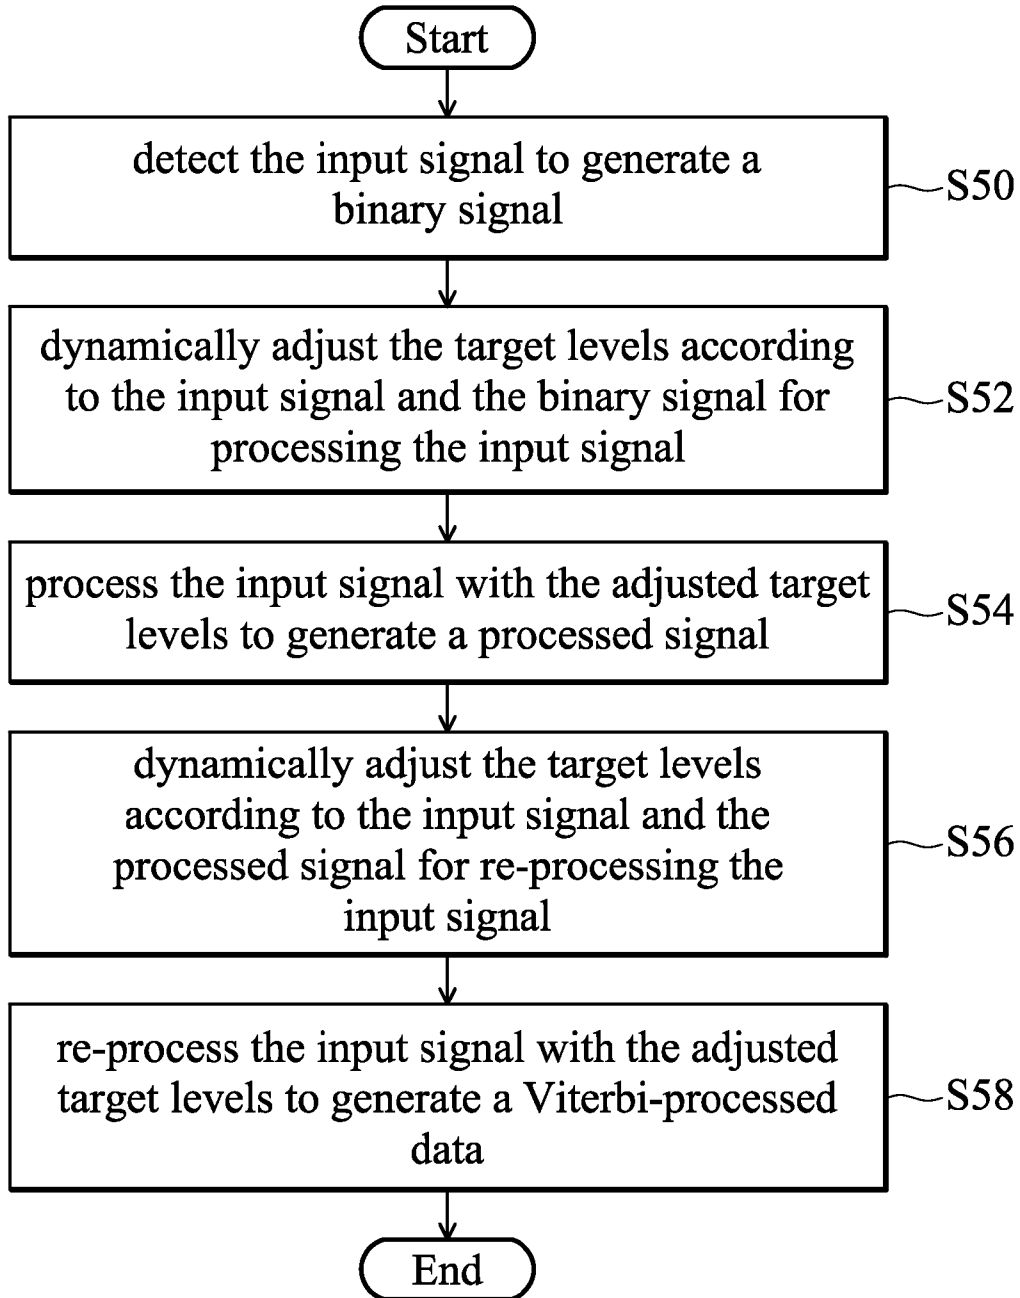 Start
detect the input signal to generate a
binary signal
S50
dynamically adjust the target levels according
to the input signal and the binary signal for
processing the input signal
S52
process the input signal with the adjusted target
levels to generate a processed signal
S54
dynamically adjust the target levels
according to the input signal and the
processed signal for re-processing the
input signal
S56
re-process the input signal with the adjusted
target levels to generate a Viterbi-processed
data
S58
End